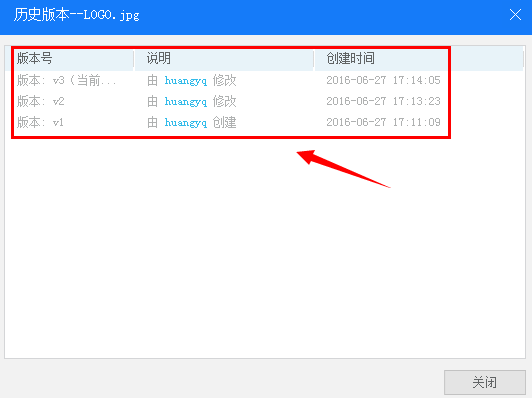 历史版本--LOGO.jpg
版本号 说明 创建时间
版本: v3（当前... 由 huangyq 修改 2016-06-27 17:14:05
版本: v2 由 huangyq 修改 2016-06-27 17:13:23
版本: v1 由 huangyq 创建 2016-06-27 17:11:09
关闭